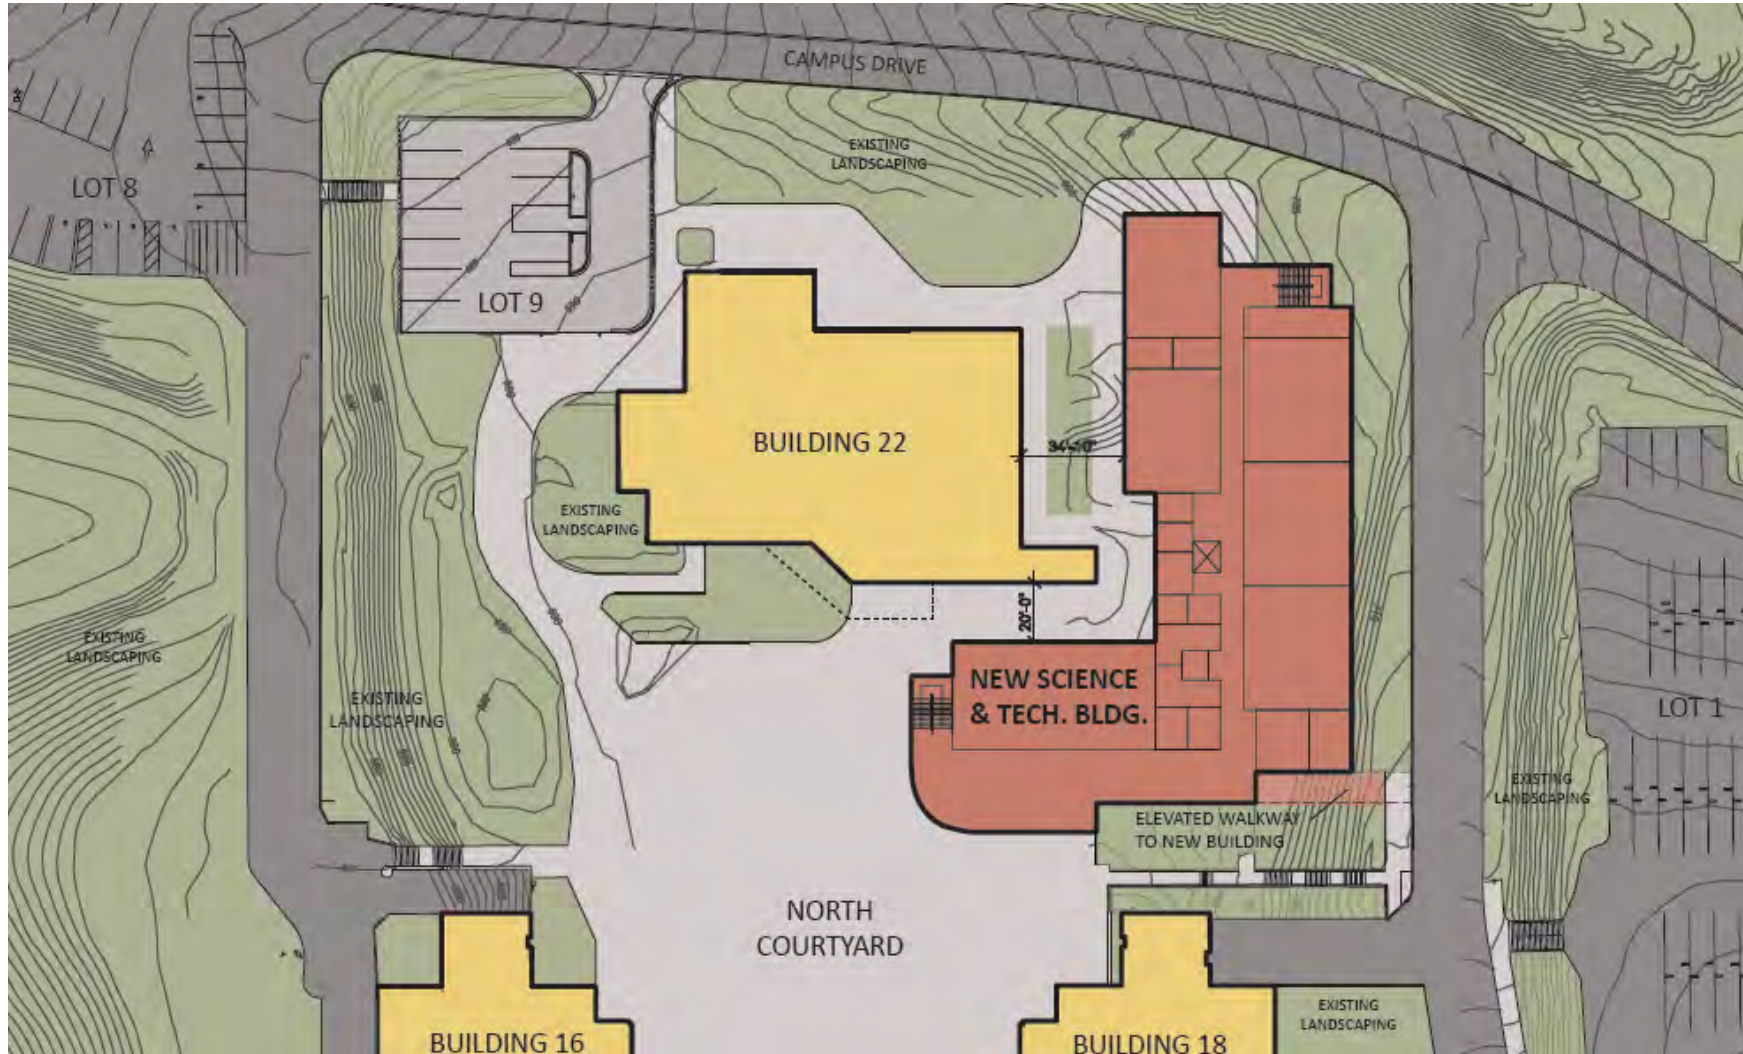 CAMPUS DRIVE
EXISTING
LANDSCAPING
LOT 8
LOT 9
BUILDING 22
34'-10"
EXISTING
LANDSCAPING
20'-0"
EXISTING
LANDSCAPING
EXISTING
LANDSCAPING
NEW SCIENCE
& TECH. BLDG.
LOT 1
EXISTING
LANDSCAPING
ELEVATED WALKWAY
TO NEW BUILDING
NORTH
COURTYARD
EXISTING
LANDSCAPING
BUILDING 16
BUILDING 18